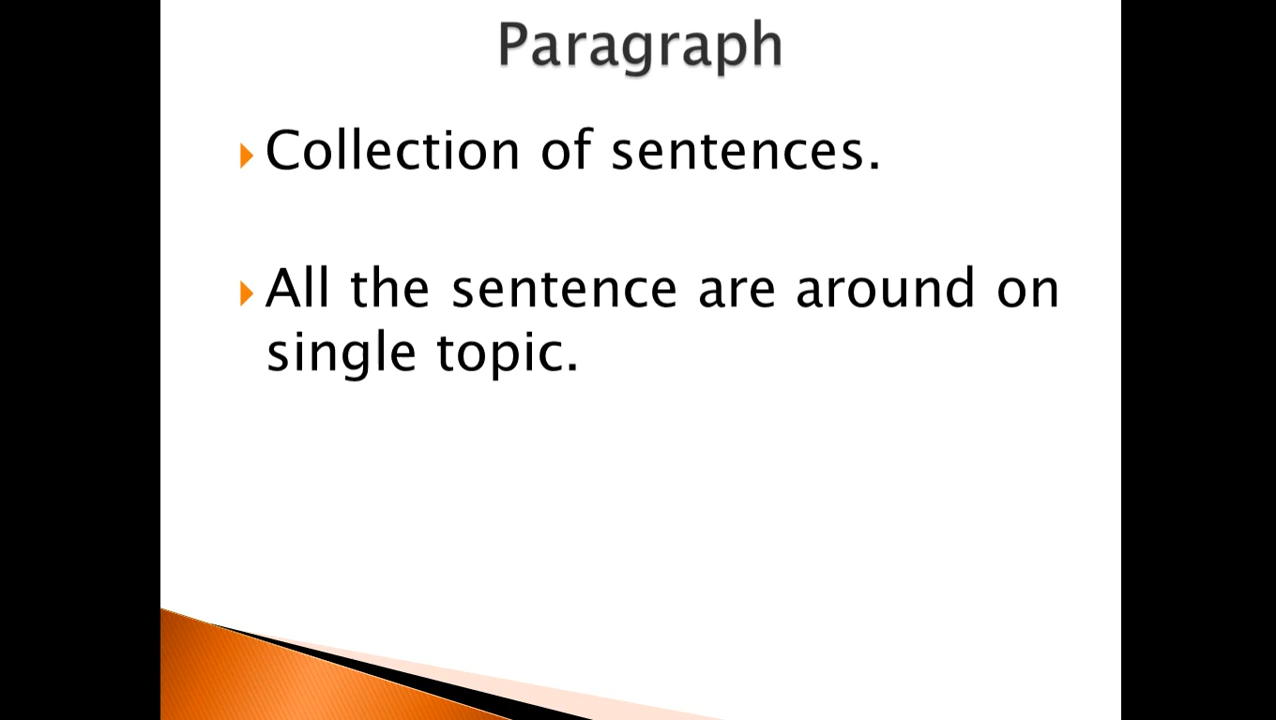 Paragraph
Collection of sentences.
All the sentence are around on
single topic.